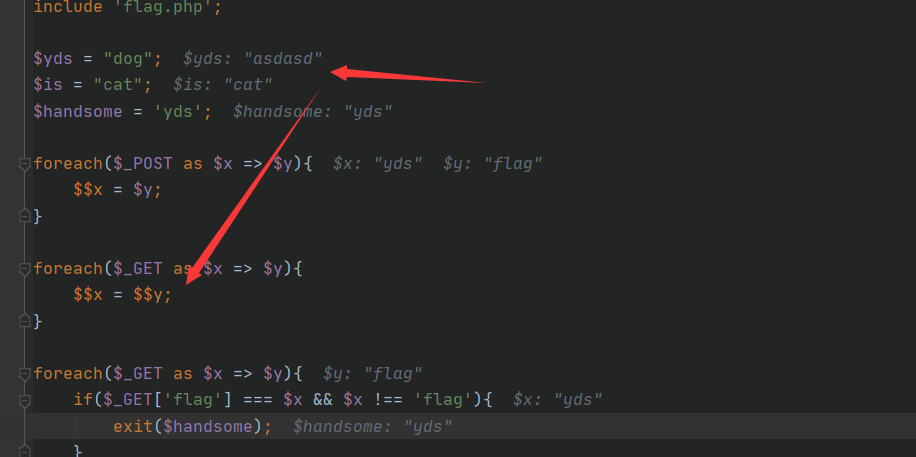 include 'flag.php';
$yds = "dog"; $yds: "asdasd"
$is = "cat"; $is: "cat"
$handsome = 'yds'; $handsome: "yds"
foreach($_POST as $x => $y){ $x: "yds" $y: "flag"
$$x = $y;
}
foreach($_GET as $x => $y){
$$x = $$y;
}
foreach($_GET as $x => $y){ $y: "flag"
if($_GET['flag'] === $x && $x !== 'flag'){ $x: "yds"
exit($handsome); $handsome: "yds"
}